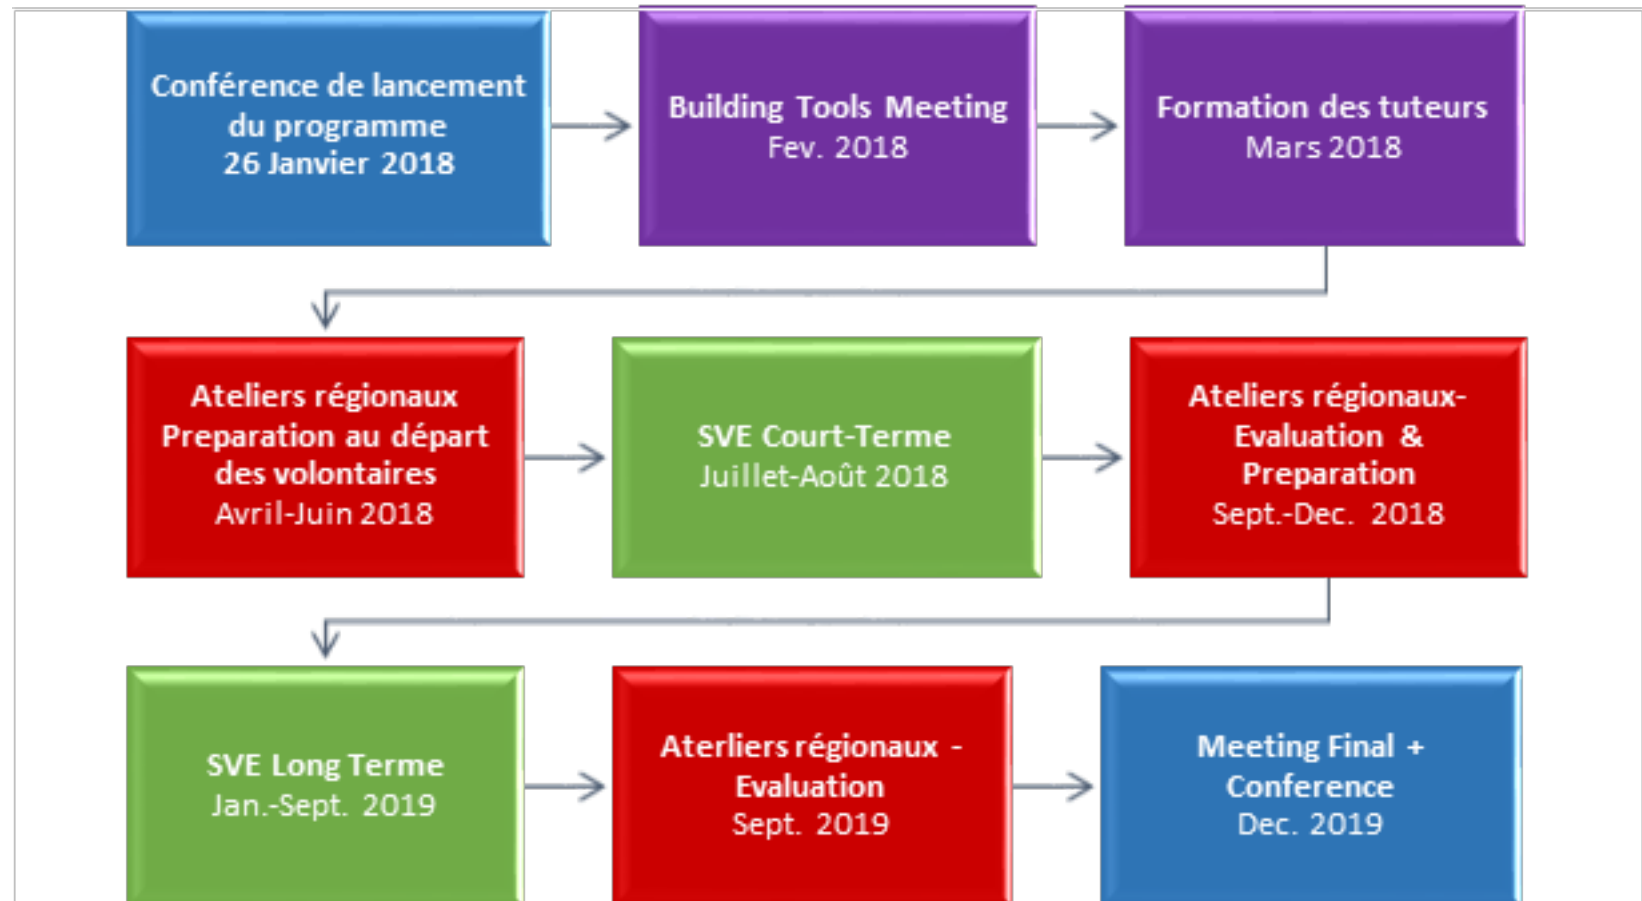 Conférence de lancement
du programme
26 Janvier 2018
Building Tools Meeting
Fev. 2018
Formation des tuteurs
Mars 2018
Ateliers régionaux
Preparation au départ
des volontaires
Avril-Juin 2018
SVE Court-Terme
Juillet-Août 2018
Ateliers régionaux-
Evaluation &
Preparation
Sept.-Dec. 2018
SVE Long Terme
Jan.-Sept. 2019
Aterliers régionaux -
Evaluation
Sept. 2019
Meeting Final +
Conference
Dec. 2019